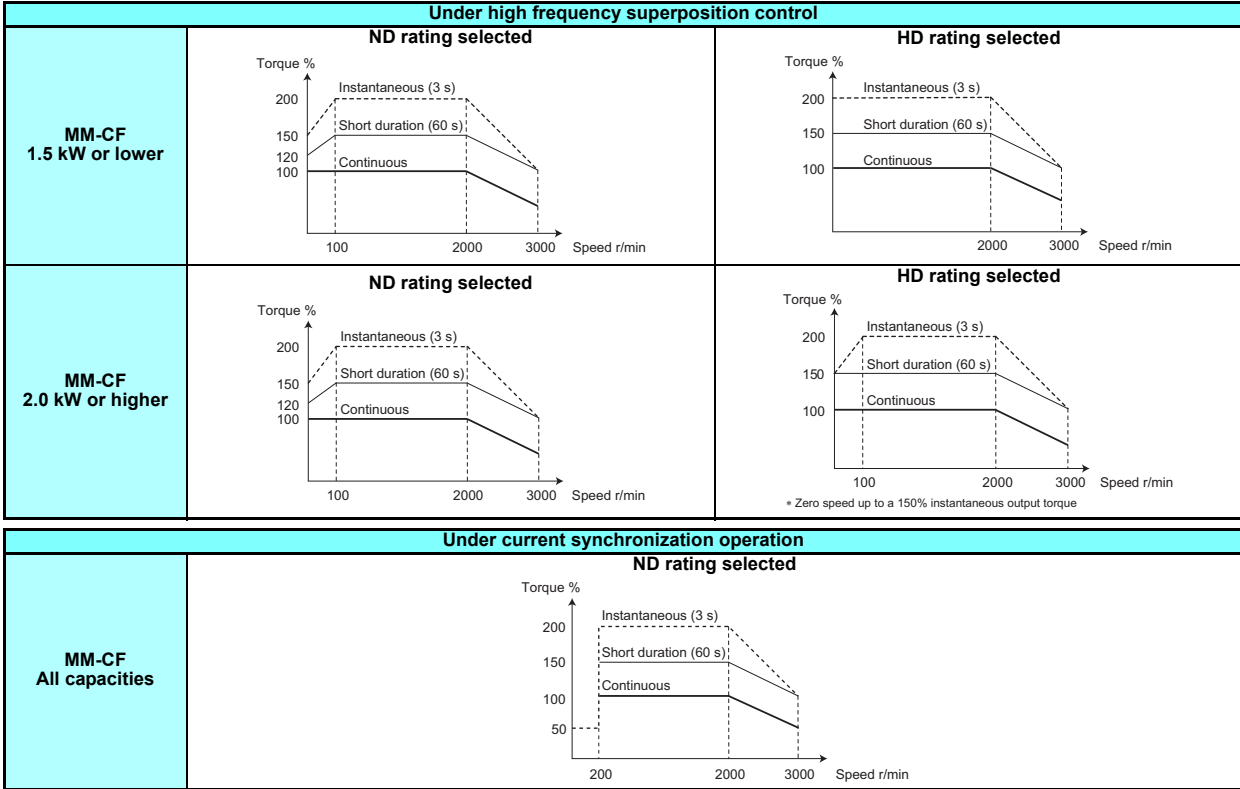 Under high frequency superposition control
MM-CF
1.5 kW or lower
ND rating selected
Torque %
200
150
120
100
Instantaneous (3 s)
Short duration (60 s)
Continuous
100
2000
3000
Speed r/min
HD rating selected
Torque %
200
150
100
Instantaneous (3 s)
Short duration (60 s)
Continuous
2000
3000
Speed r/min
MM-CF
2.0 kW or higher
ND rating selected
Torque %
200
150
120
100
Instantaneous (3 s)
Short duration (60 s)
Continuous
100
2000
3000
Speed r/min
HD rating selected
Torque %
200
150
100
Instantaneous (3 s)
Short duration (60 s)
Continuous
100
2000
3000
Speed r/min
* Zero speed up to a 150% instantaneous output torque
Under current synchronization operation
MM-CF
All capacities
ND rating selected
Torque %
200
150
100
50
Instantaneous (3 s)
Short duration (60 s)
Continuous
200
2000
3000
Speed r/min